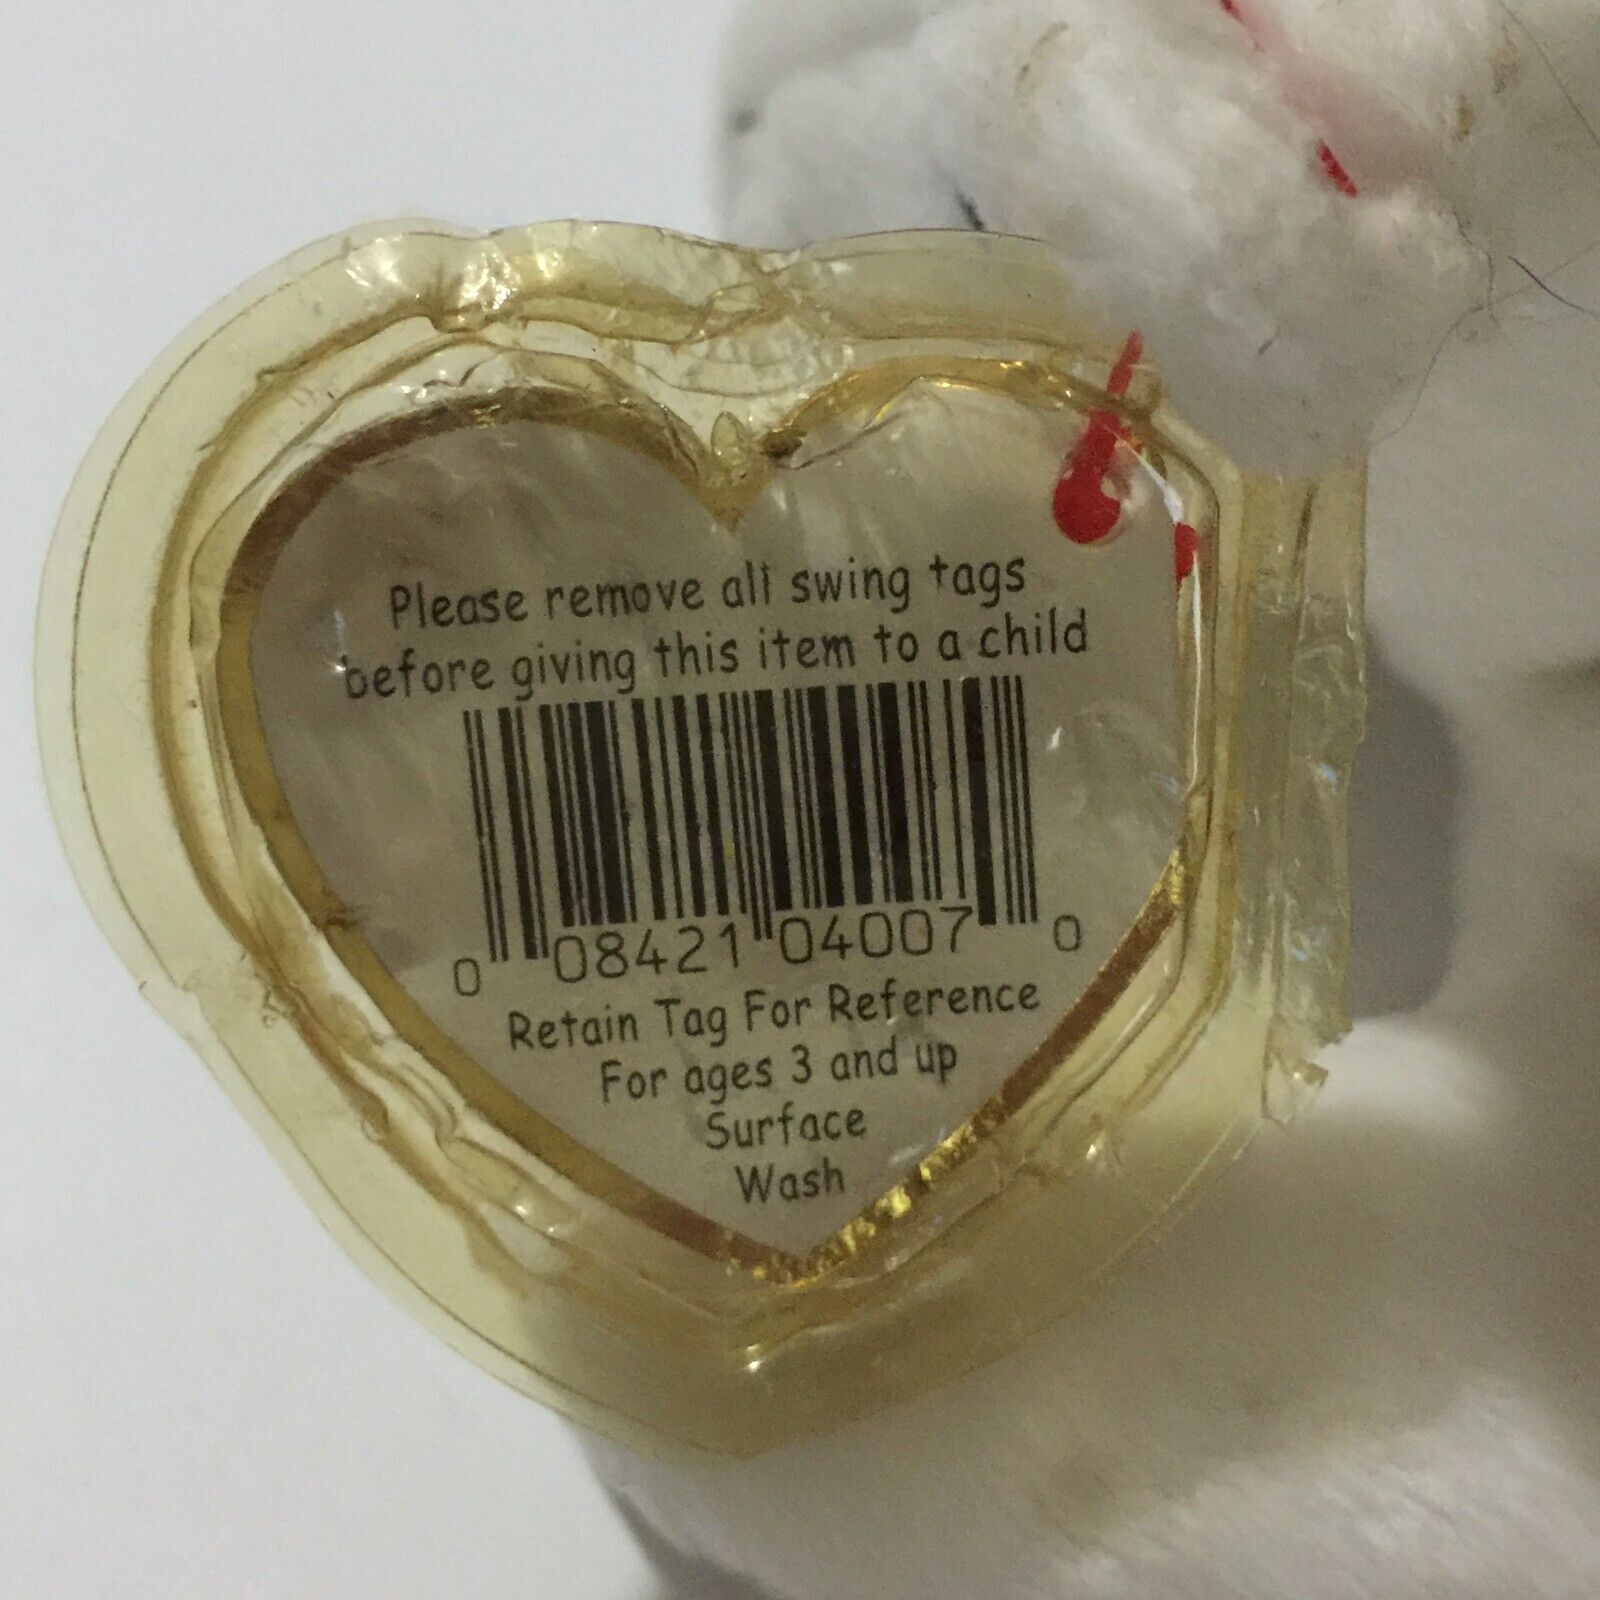 Please remove all swing tags
before giving this item to a child
0 08421 04007 0
Retain Tag For Reference
For ages 3 and up
Surface
Wash